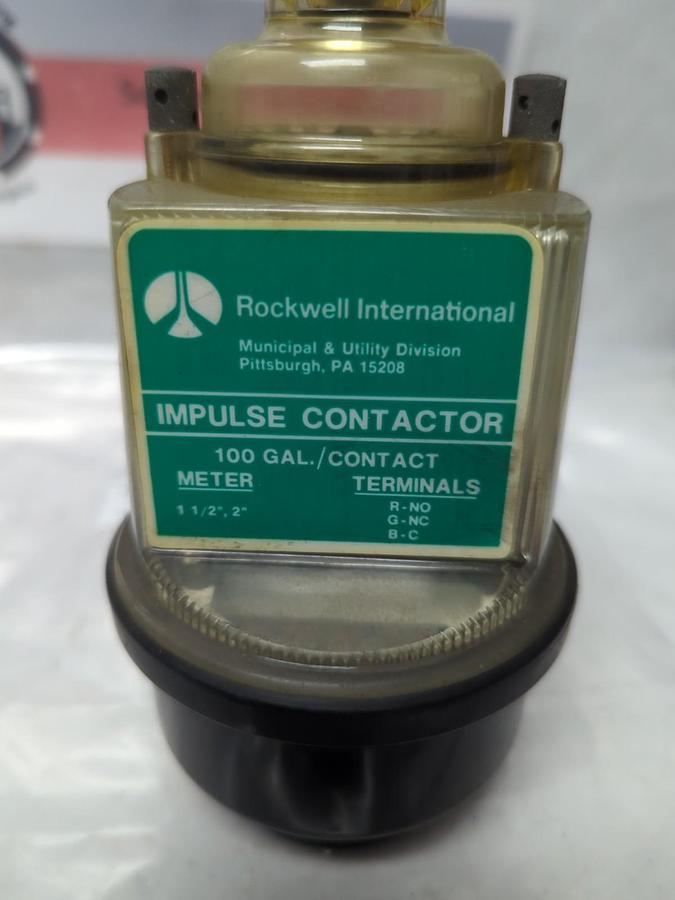 Rockwell International
Municipal & Utility Division
Pittsburgh, PA 15208
IMPULSE CONTACTOR
100 GAL./CONTACT
METER TERMINALS
1 1/2", 2" R-NO
G-NC
B-C